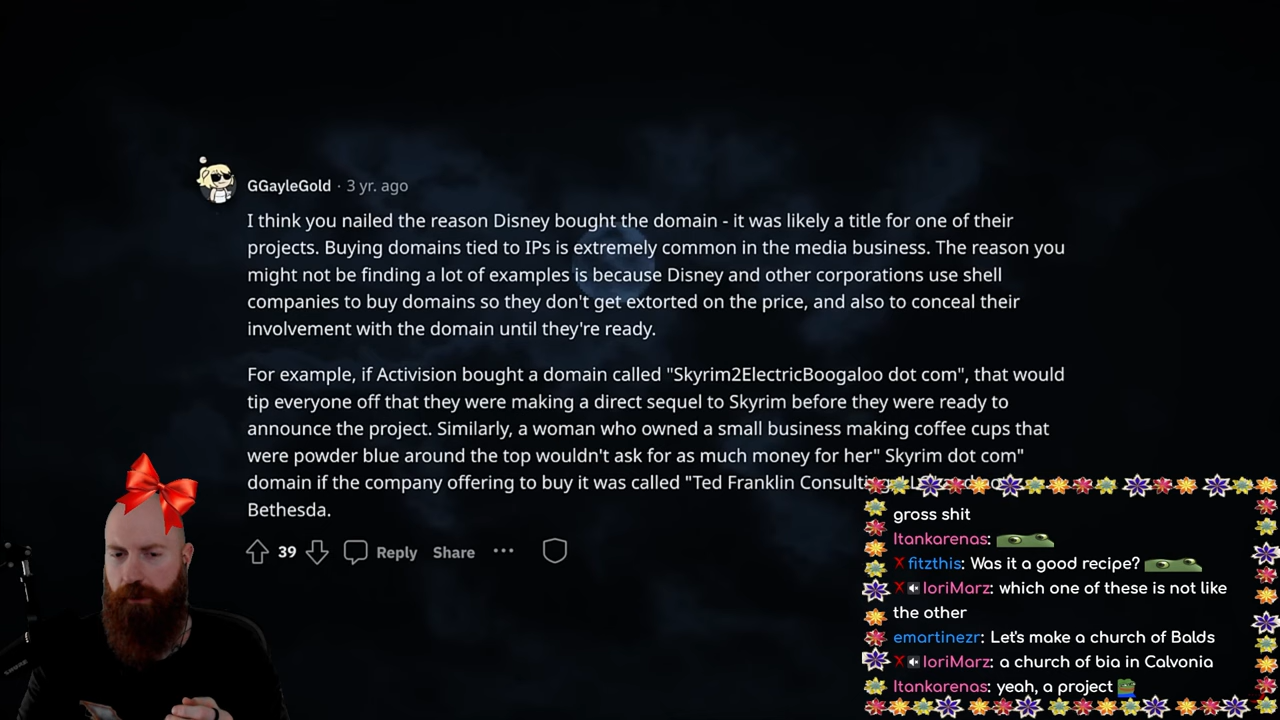 GGayleGold · 3 yr. ago
I think you nailed the reason Disney bought the domain - it was likely a title for one of their
projects. Buying domains tied to IPs is extremely common in the media business. The reason you
might not be finding a lot of examples is because Disney and other corporations use shell
companies to buy domains so they don't get extorted on the price, and also to conceal their
involvement with the domain until they're ready.
For example, if Activision bought a domain called "Skyrim2ElectricBoogaloo dot com", that would
tip everyone off that they were making a direct sequel to Skyrim before they were ready to
announce the project. Similarly, a woman who owned a small business making coffee cups that
were powder blue around the top wouldn't ask for as much money for her" Skyrim dot com"
domain if the company offering to buy it was called "Ted Franklin Consulting
Bethesda.
39 Reply Share ...
gross shit
ltankarenas:
fitzthis: Was it a good recipe?
loriMarz: which one of these is not like
the other
emartinezr: Let's make a church of Balds
loriMarz: a church of bia in Calvonia
ltankarenas: yeah, a project